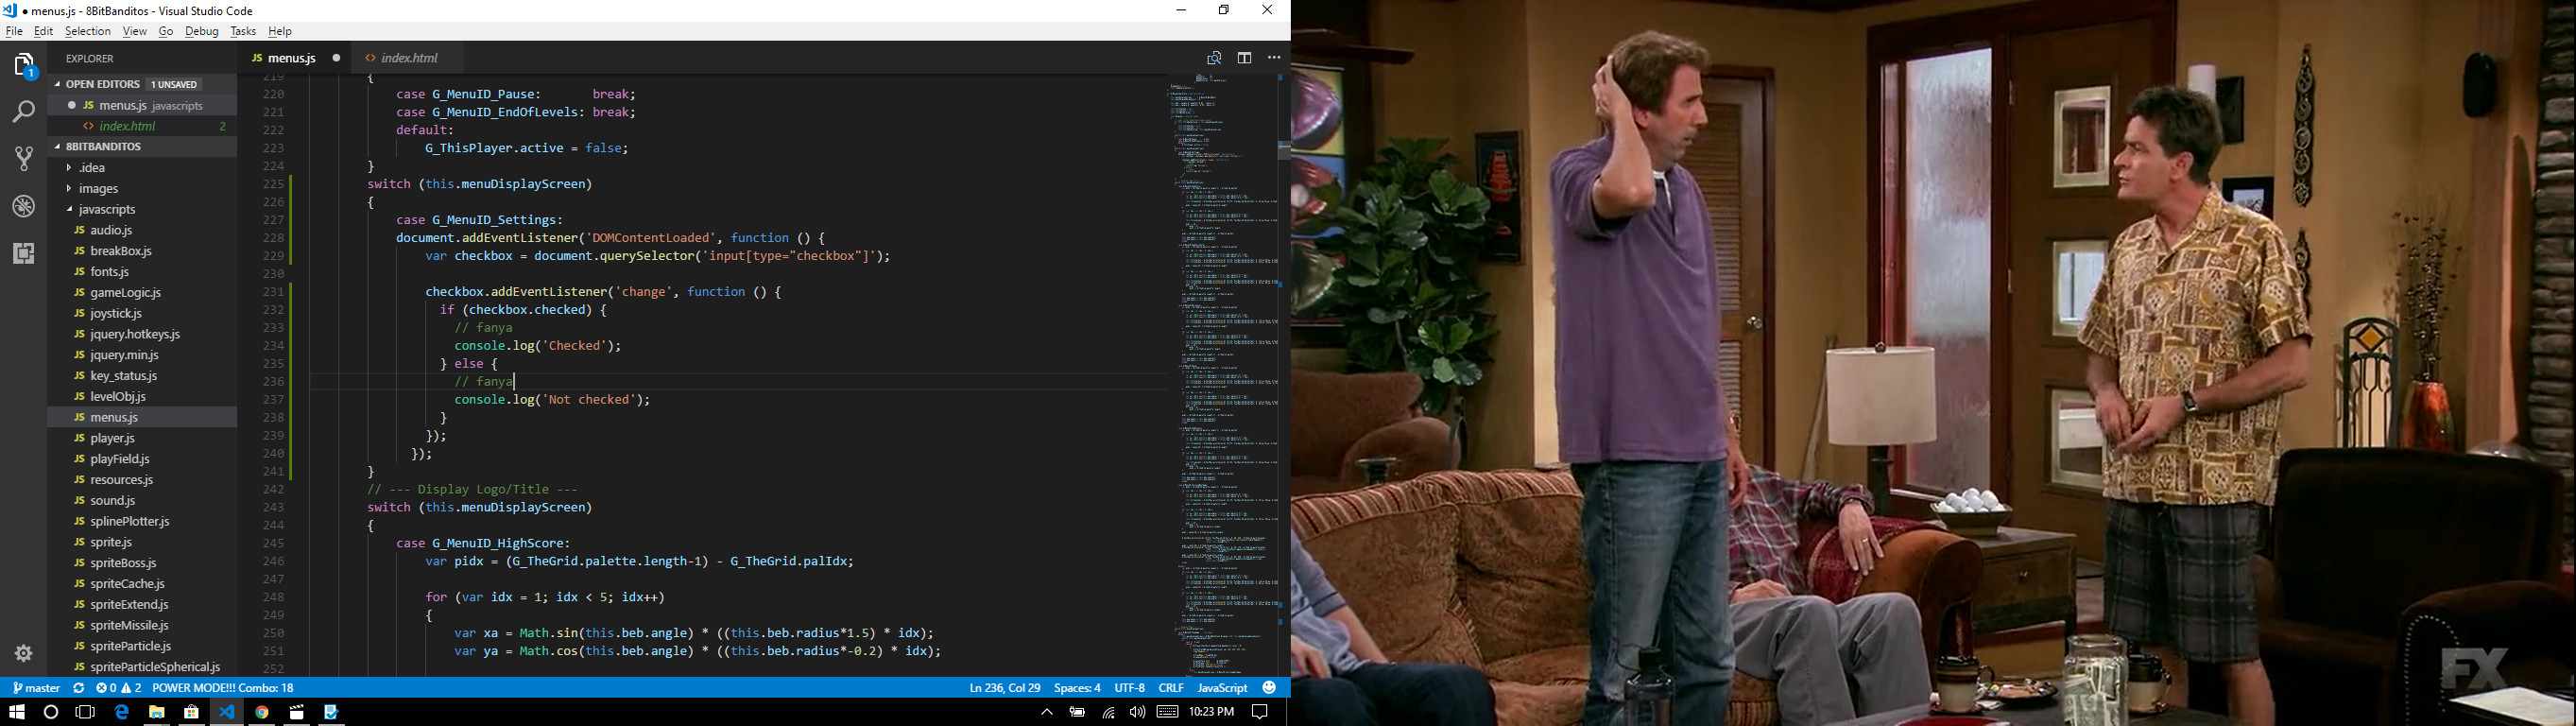 menus.js - 8BitBanditos - Visual Studio Code
File Edit Selection View Go Debug Tasks Help
EXPLORER
OPEN EDITORS 1 UNSAVED
JS menus.js javascripts
<> index.html 2
8BITBANDITOS
.idea
images
javascripts
JS audio.js
JS breakBox.js
JS fonts.js
JS gameLogic.js
JS joystick.js
JS jquery.hotkeys.js
JS jquery.min.js
JS key_status.js
JS levelObj.js
JS menus.js
JS player.js
JS playField.js
JS resources.js
JS sound.js
JS splinePlotter.js
JS sprite.js
JS spriteBoss.js
JS spriteCache.js
JS spriteExtend.js
JS spriteMissile.js
JS spriteParticle.js
JS spriteParticleSpherical.js
1
JS menus.js
<> index.html
219 {
220 case G_MenuID_Pause: break;
221 case G_MenuID_EndOfLevels: break;
222 default:
223 G_ThisPlayer.active = false;
224 }
225 switch (this.menuDisplayScreen)
226 {
227 case G_MenuID_Settings:
228 document.addEventListener('DOMContentLoaded', function () {
229 var checkbox = document.querySelector('input[type="checkbox"]');
230
231 checkbox.addEventListener('change', function () {
232 if (checkbox.checked) {
233 // fanya
234 console.log('Checked');
235 } else {
236 // fanya
237 console.log('Not checked');
238 }
239 });
240 });
241 }
242 // --- Display Logo/Title ---
243 switch (this.menuDisplayScreen)
244 {
245 case G_MenuID_HighScore:
246 var pidx = (G_TheGrid.palette.length-1) - G_TheGrid.palIdx;
247
248 for (var idx = 1; idx < 5; idx++)
249 {
250 var xa = Math.sin(this.beb.angle) * ((this.beb.radius*1.5) * idx);
251 var ya = Math.cos(this.beb.angle) * ((this.beb.radius*-0.2) * idx);
252
master 0 2 POWER MODE!!! Combo: 18
Ln 236, Col 29 Spaces: 4 UTF-8 CRLF JavaScript
10:23 PM
FX